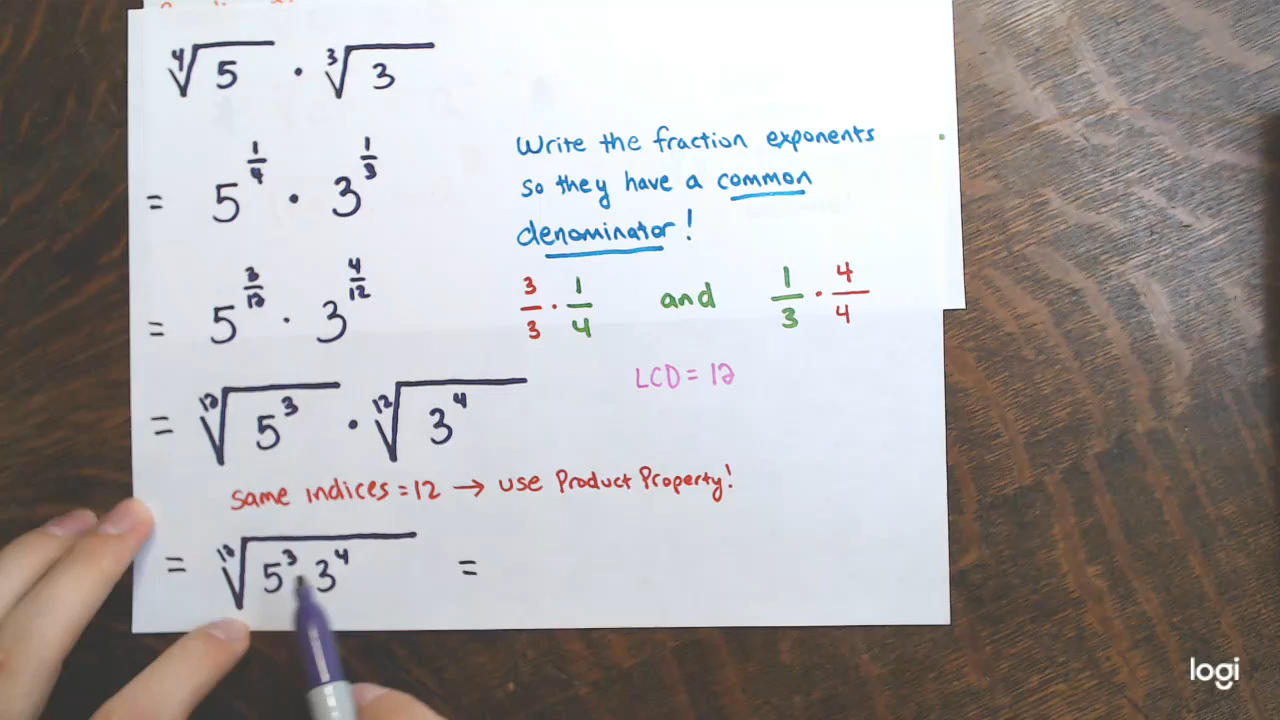 ⁴√5 · ³√3
= 5^(1/4) · 3^(1/3)
= 5^(3/12) · 3^(4/12)
= ¹²√5³ · ¹²√3⁴
same indices = 12 → use Product Property!
= ¹²√5³·3⁴ =
Write the fraction exponents
so they have a common
denominator!
3/3 · 1/4 and 1/3 · 4/4
LCD = 12
logi